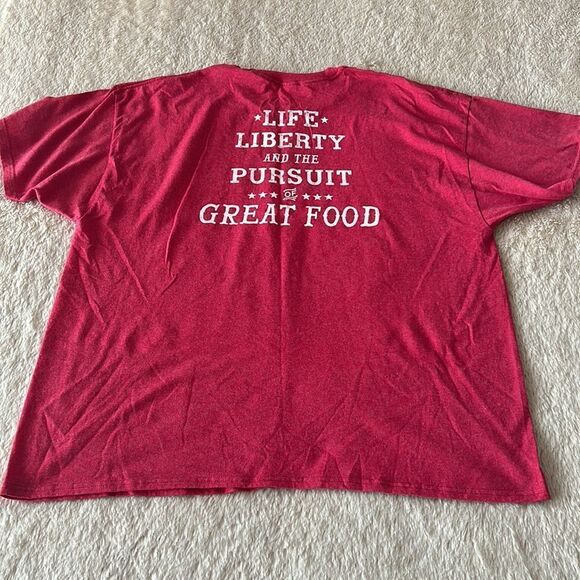 LIFE
LIBERTY
AND THE
PURSUIT
OF
GREAT FOOD